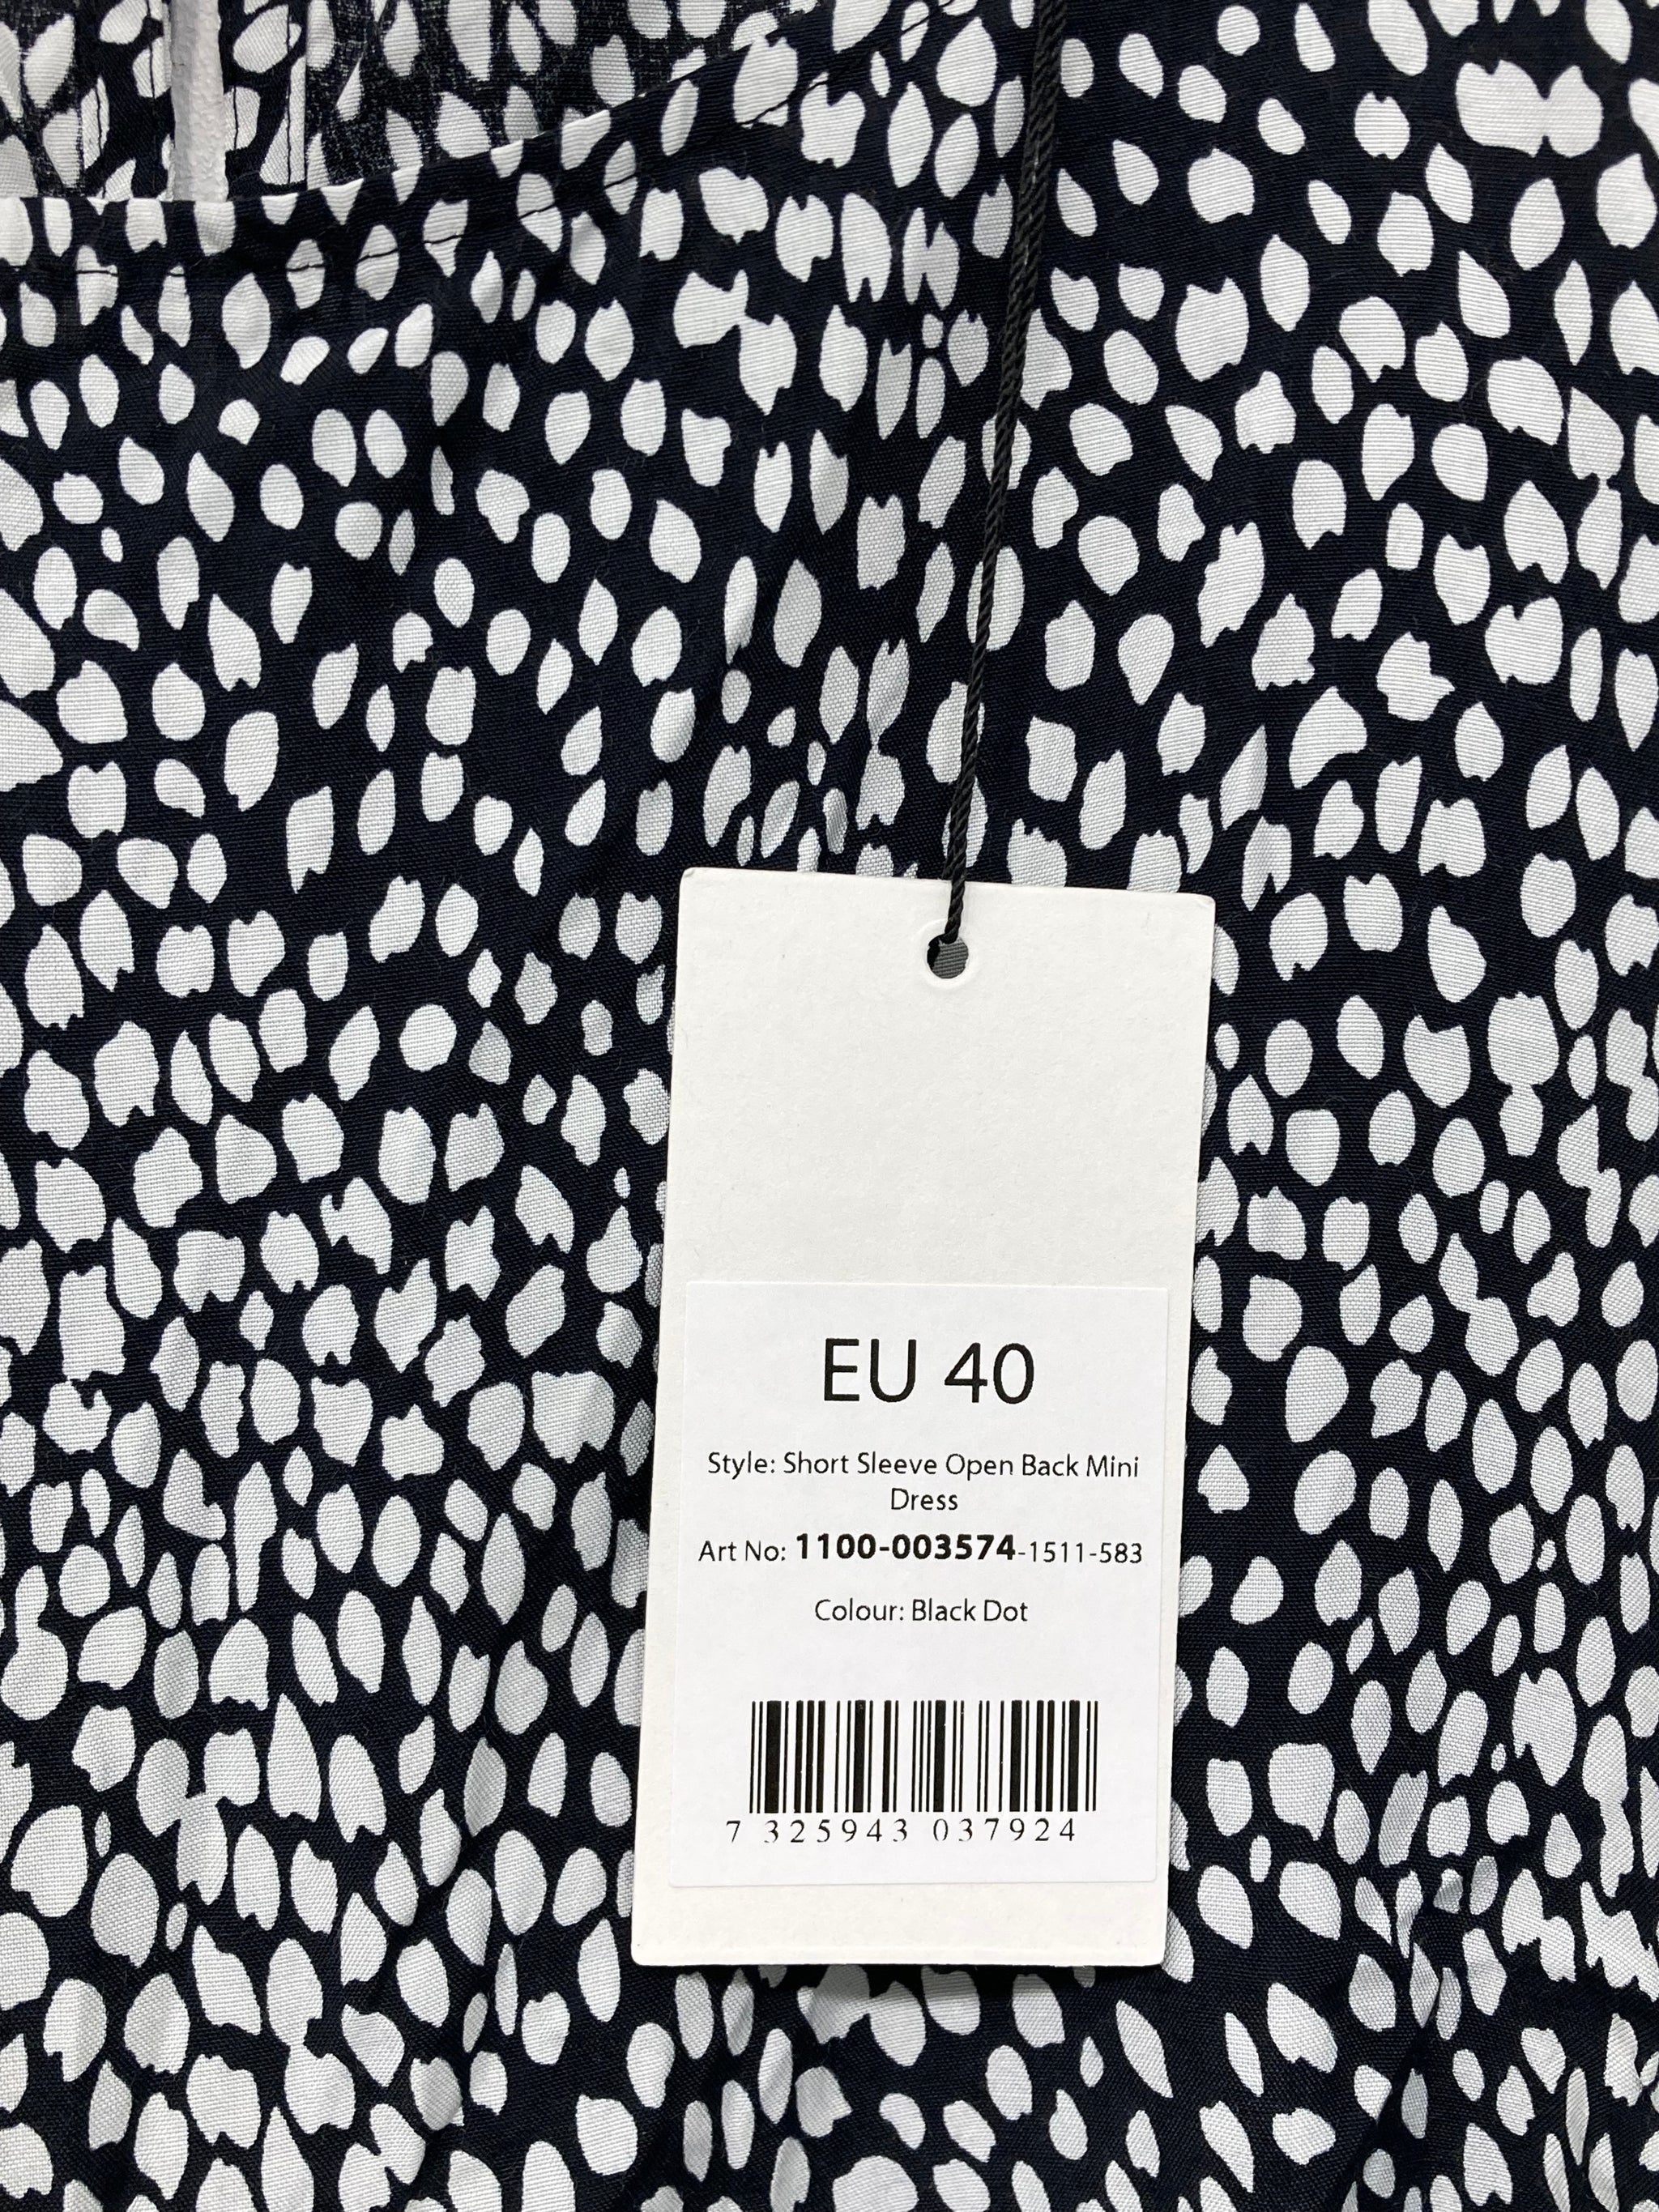 EU 40
Style: Short Sleeve Open Back Mini
Dress
Art No: 1100-003574-1511-583
Colour: Black Dot
7 325943 037924